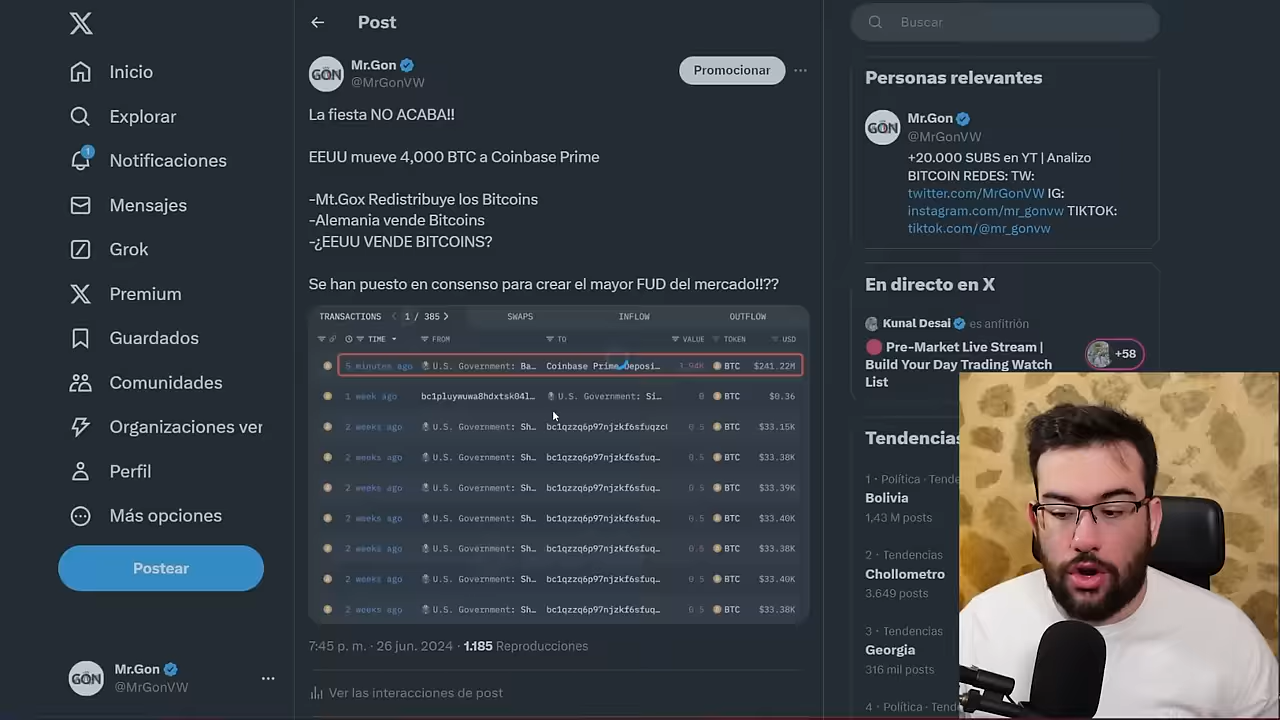 Post
Buscar
Inicio
Explorar
1
Notificaciones
Mensajes
Grok
Premium
Guardados
Comunidades
Organizaciones ver
Perfil
Más opciones
Postear
Mr.Gon
@MrGonVW
GÖN
Mr.Gon
@MrGonVW
Promocionar
La fiesta NO ACABA!!
EEUU mueve 4,000 BTC a Coinbase Prime
-Mt.Gox Redistribuye los Bitcoins
-Alemania vende Bitcoins
-¿EEUU VENDE BITCOINS?
Se han puesto en consenso para crear el mayor FUD del mercado!!??
TRANSACTIONS 1 / 385 SWAPS INFLOW OUTFLOW
TIME FROM TO VALUE TOKEN USD
5 minutes ago U.S. Government: Ba… Coinbase Prime Deposi… 1.94K BTC $241.22M
1 week ago bc1pluywuwa8hdxtsk04l… U.S. Government: Si… 0 BTC $0.36
2 weeks ago U.S. Government: Sh… bc1qzzq6p97njzkf6sfuqzc 0.5 BTC $33.15K
2 weeks ago U.S. Government: Sh… bc1qzzq6p97njzkf6sfuq… 0.5 BTC $33.38K
2 weeks ago U.S. Government: Sh… bc1qzzq6p97njzkf6sfuq… 0.5 BTC $33.39K
2 weeks ago U.S. Government: Sh… bc1qzzq6p97njzkf6sfuq… 0.5 BTC $33.40K
2 weeks ago U.S. Government: Sh… bc1qzzq6p97njzkf6sfuq… 0.5 BTC $33.38K
2 weeks ago U.S. Government: Sh… bc1qzzq6p97njzkf6sfuq… 0.5 BTC $33.40K
2 weeks ago U.S. Government: Sh… bc1qzzq6p97njzkf6sfuq… 0.5 BTC $33.38K
7:45 p. m. · 26 jun. 2024 · 1.185 Reproducciones
Ver las interacciones de post
Personas relevantes
GÖN
Mr.Gon
@MrGonVW
+20.000 SUBS en YT | Analizo
BITCOIN REDES: TW:
twitter.com/MrGonVW IG:
instagram.com/mr_gonvw TIKTOK:
tiktok.com/@mr_gonvw
En directo en X
Kunal Desai es anfitrión
Pre-Market Live Stream |
Build Your Day Trading Watch
List
+58
Tendencias
1 · Política · Tende
Bolivia
1,43 M posts
2 · Tendencias
Chollometro
3.649 posts
3 · Tendencias
Georgia
316 mil posts
4 · Política · Tende